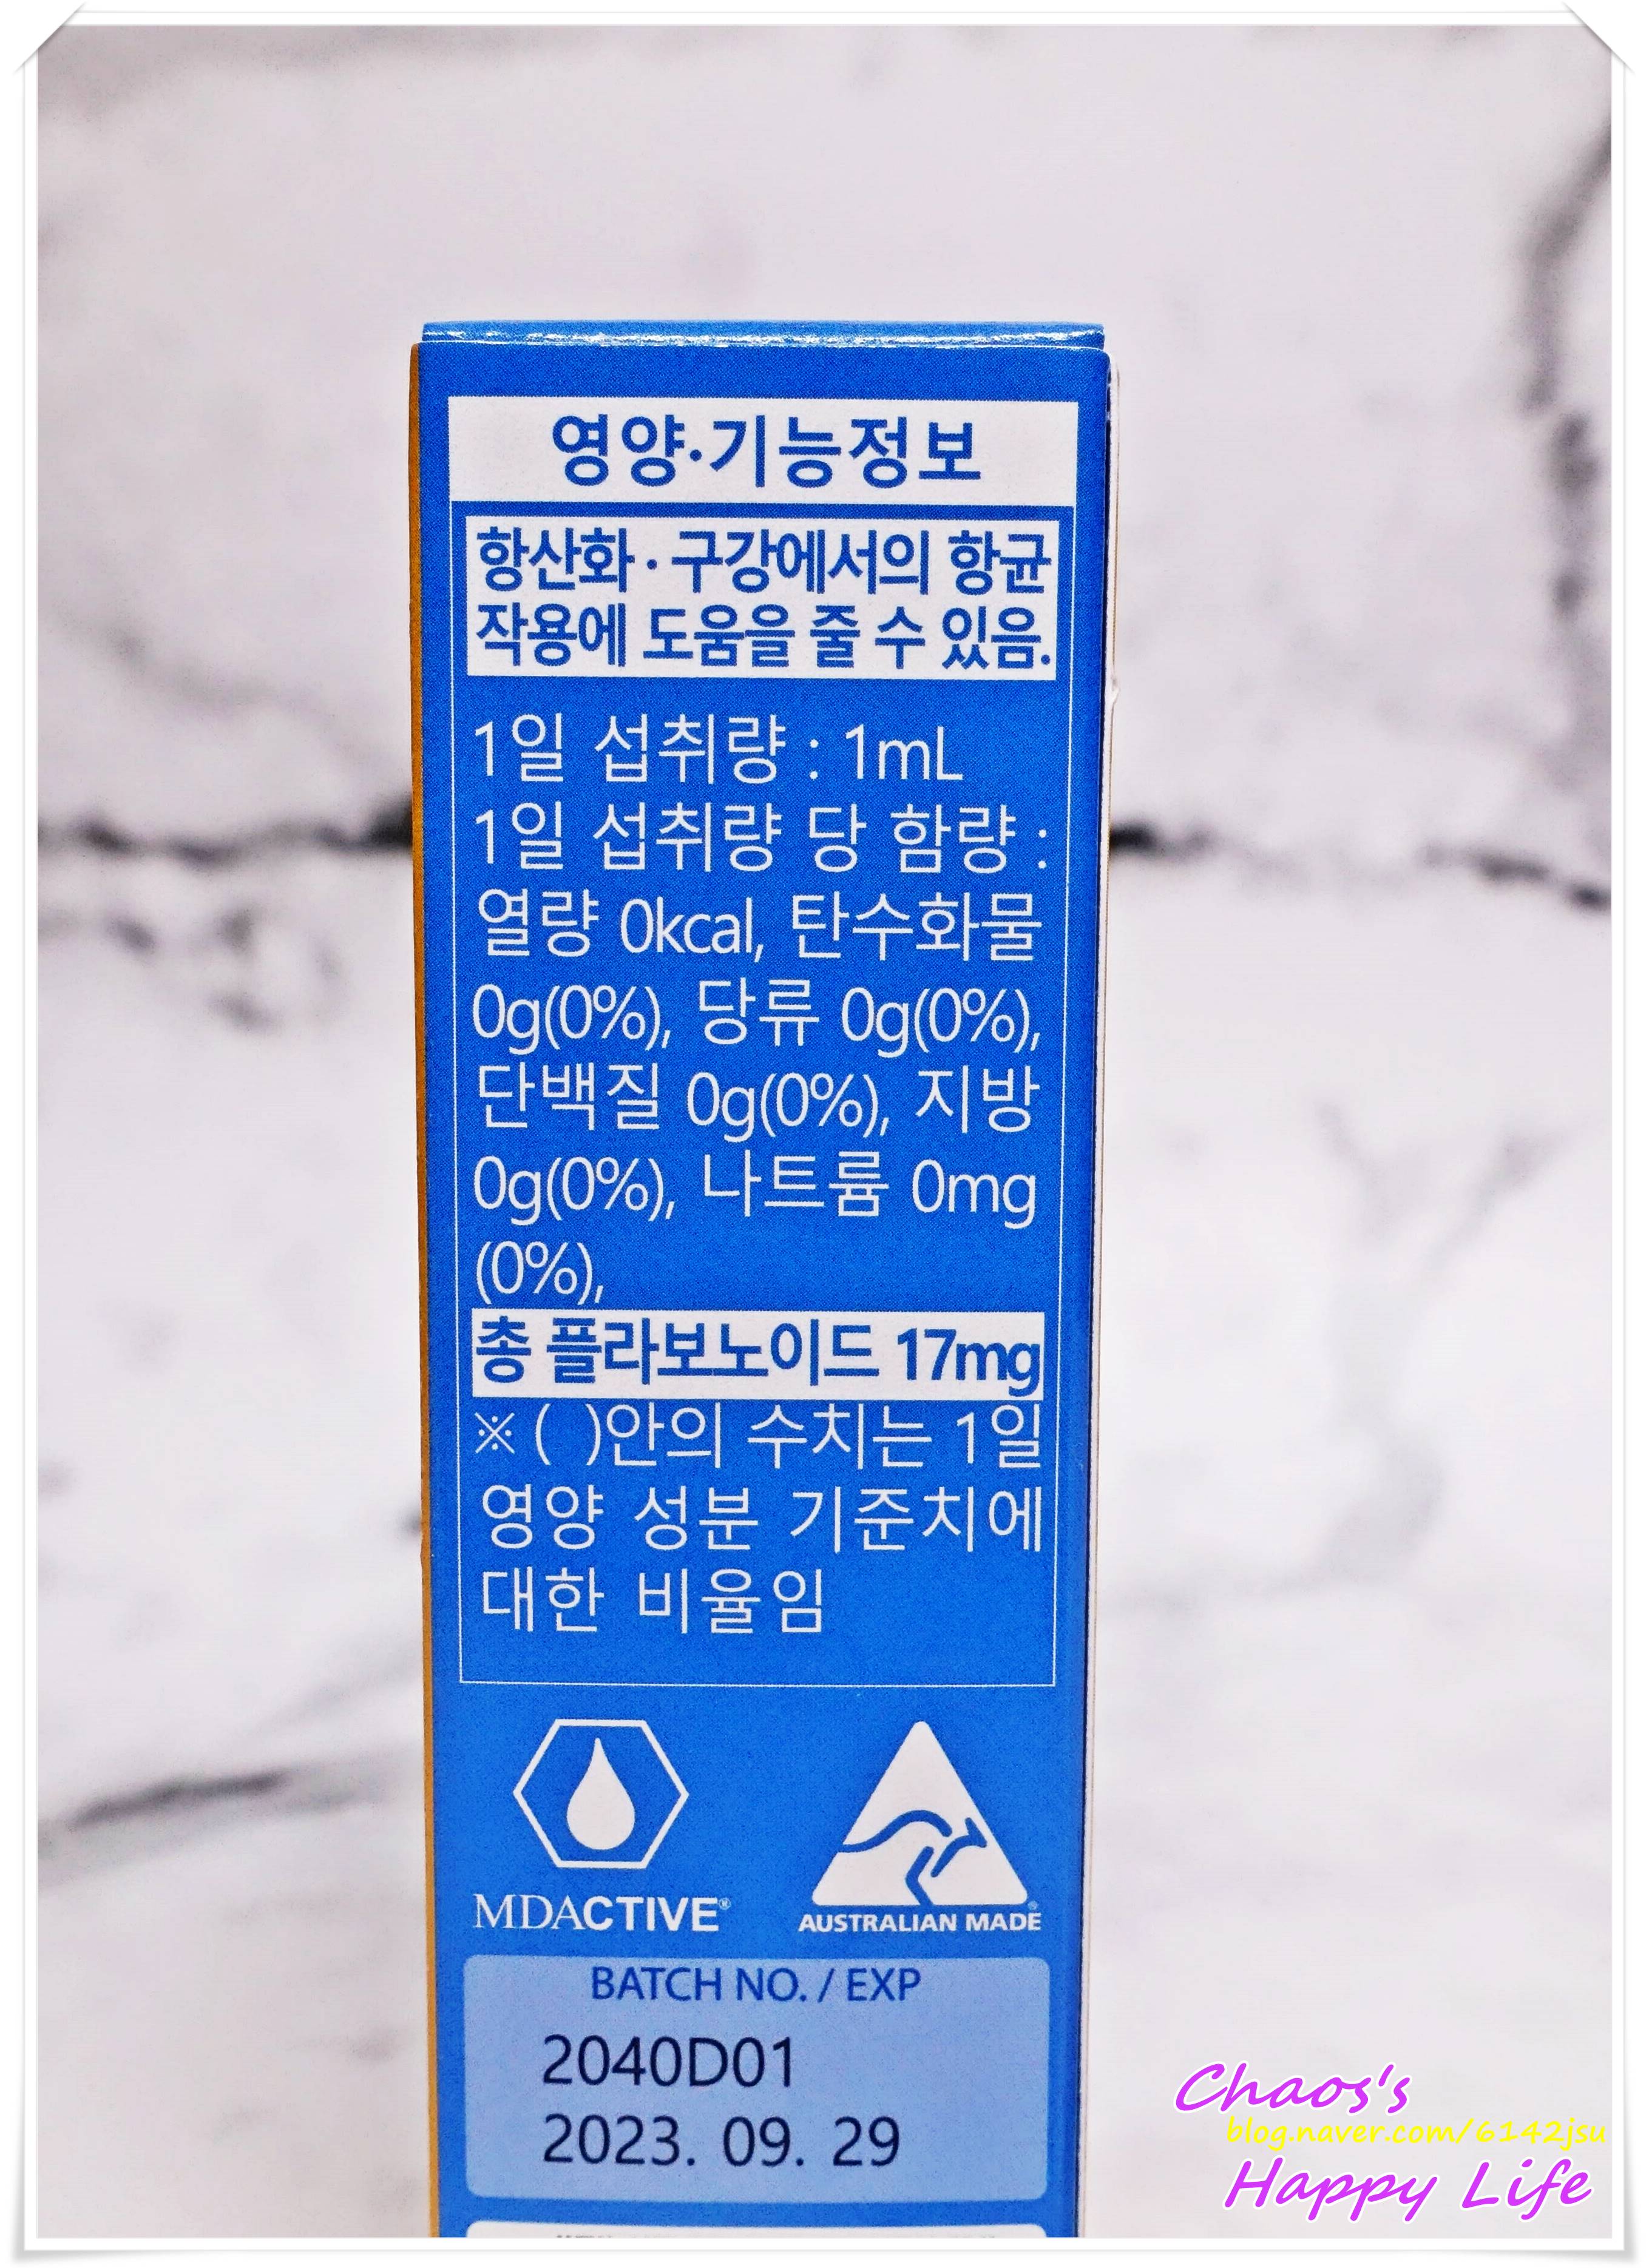 영양·기능정보
항산화·구강에서의 항균
작용에 도움을 줄 수 있음.
1일 섭취량 : 1mL
1일 섭취량 당 함량 :
열량 0kcal, 탄수화물
0g(0%), 당류 0g(0%),
단백질 0g(0%), 지방
0g(0%), 나트륨 0mg
(0%),
총 플라보노이드 17mg
※ ( )안의 수치는 1일
영양 성분 기준치에
대한 비율임
MDACTIVE®
AUSTRALIAN MADE
BATCH NO. / EXP
2040D01
2023. 09. 29
Chaos's
blog.naver.com/6142jsu
Happy Life